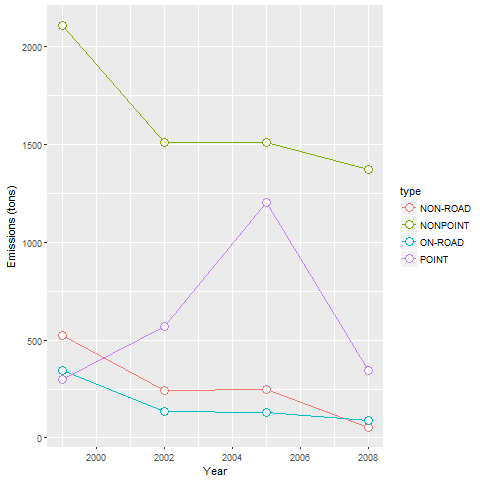 Emissions (tons)
2000
1500
1000
500
0
2000
2002
2004
2006
2008
Year
type
NON-ROAD
NONPOINT
ON-ROAD
POINT